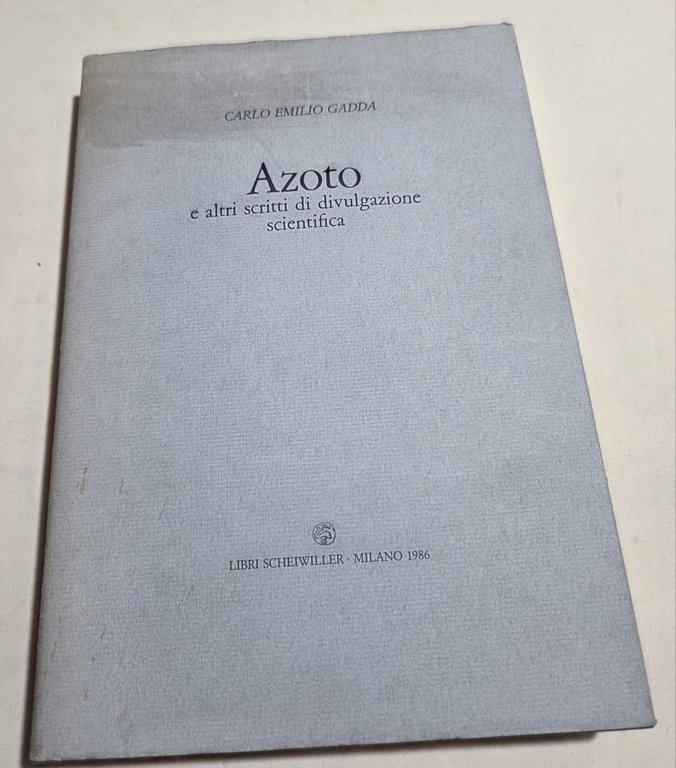 CARLO EMILIO GADDA
Azoto
e altri scritti di divulgazione
scientifica
LIBRI SCHEIWILLER · MILANO 1986